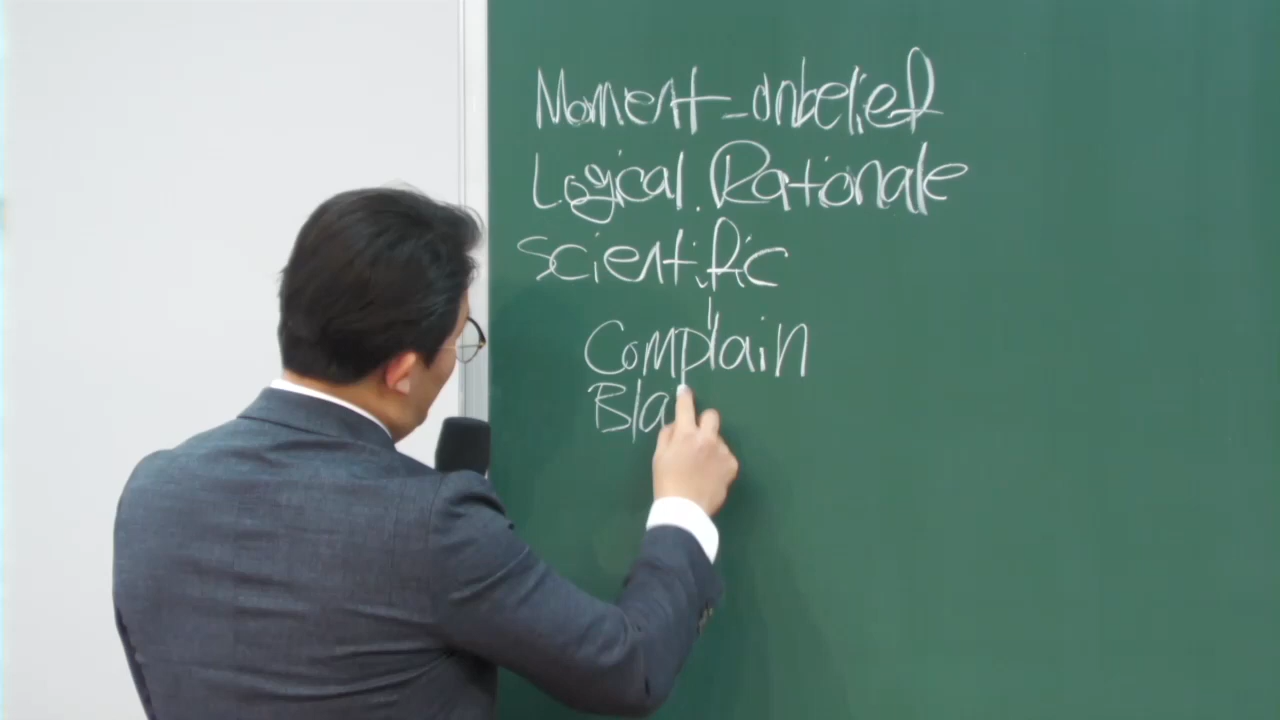 Moment - Unbelief
Logical. Rationale
Scientific
Complain
Bla